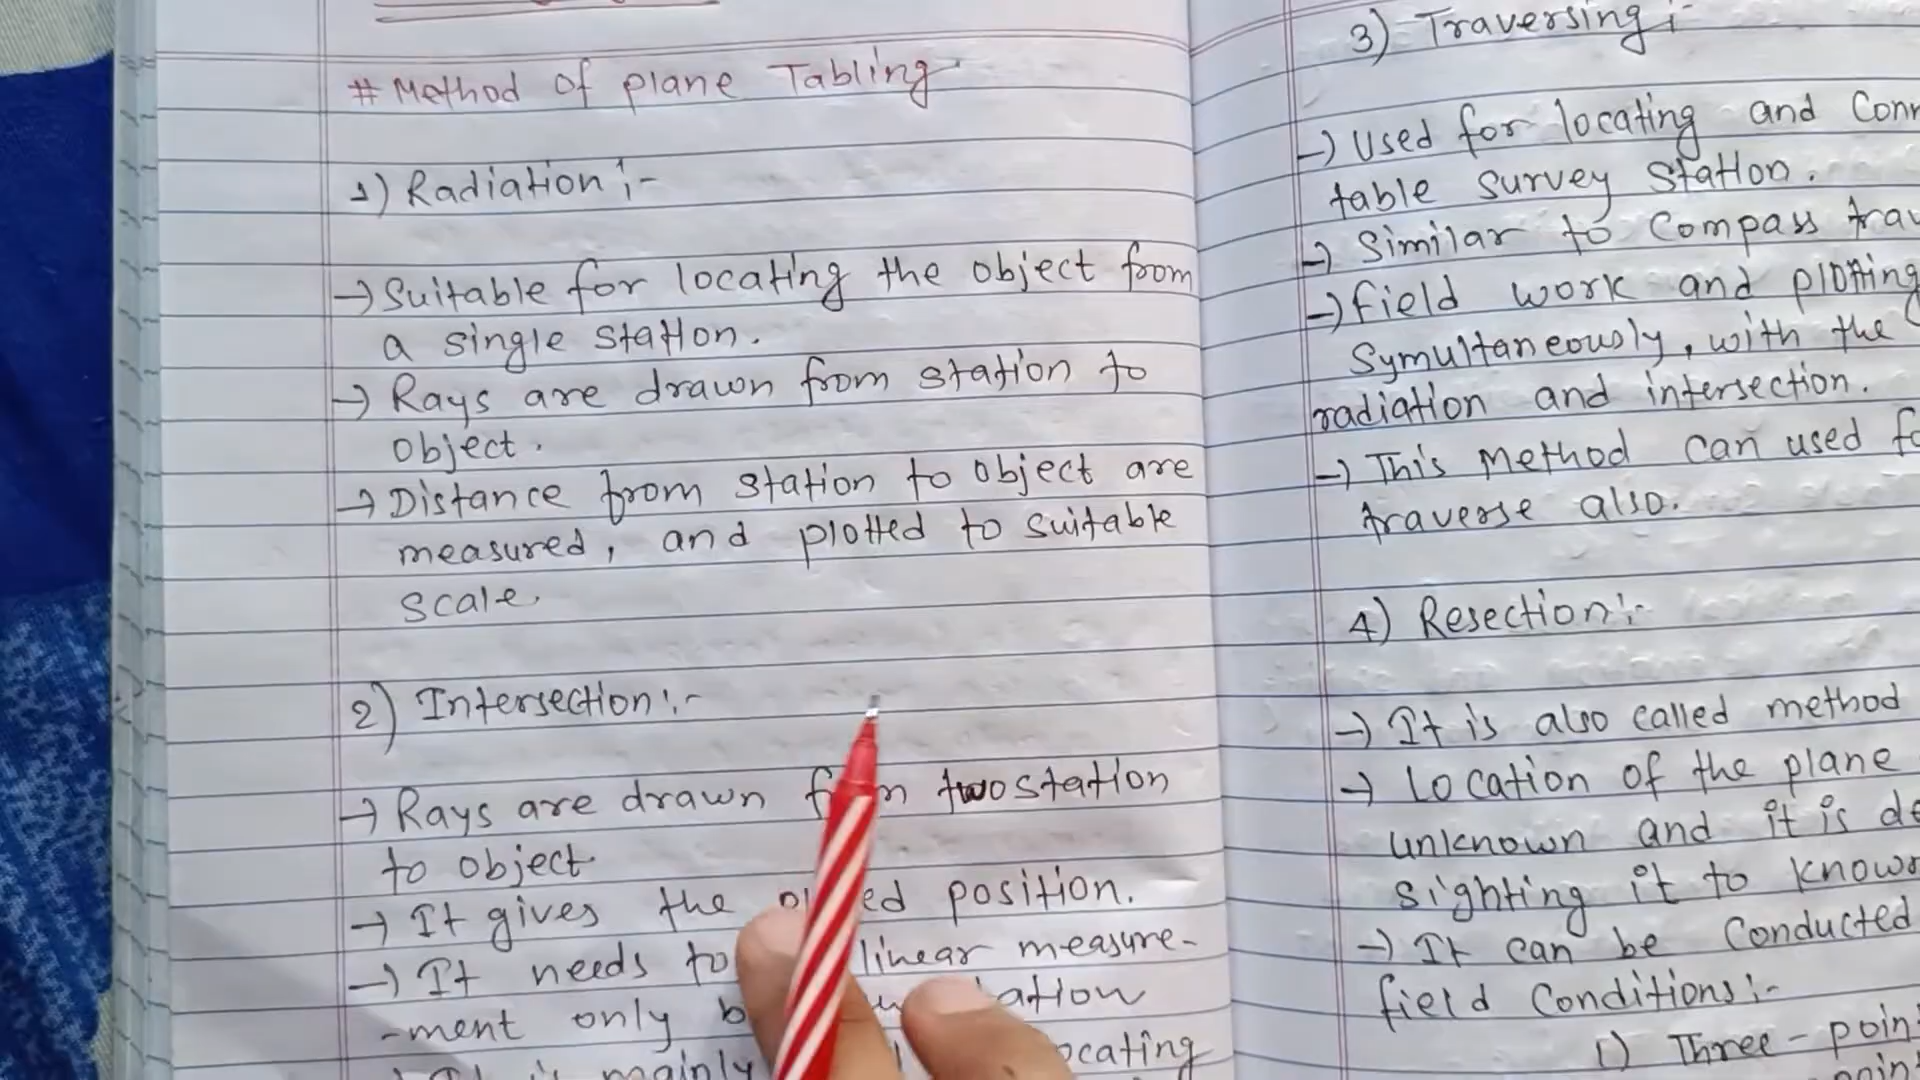 # Method of plane Tabling
1) Radiation :-
→ Suitable for locating the object from
a single station.
→ Rays are drawn from station to
object.
→ Distance from station to object are
measured, and plotted to suitable
scale.
2) Intersection :-
→ Rays are drawn two station
to object
→ It gives the position.
→ It needs to linear measure-
-ment only
mainly
3) Traversing :-
→ Used for locating and
table survey station.
→ Similar to compass
→ field work and plotting
Symultaneously, with the
radiation and intersection.
→ This method can used
traverse also.
4) Resection :-
→ It is also called method
→ Location of the plane
unknown and it is
sighting it to
→ It can be conducted
field conditions :-
1) Three-